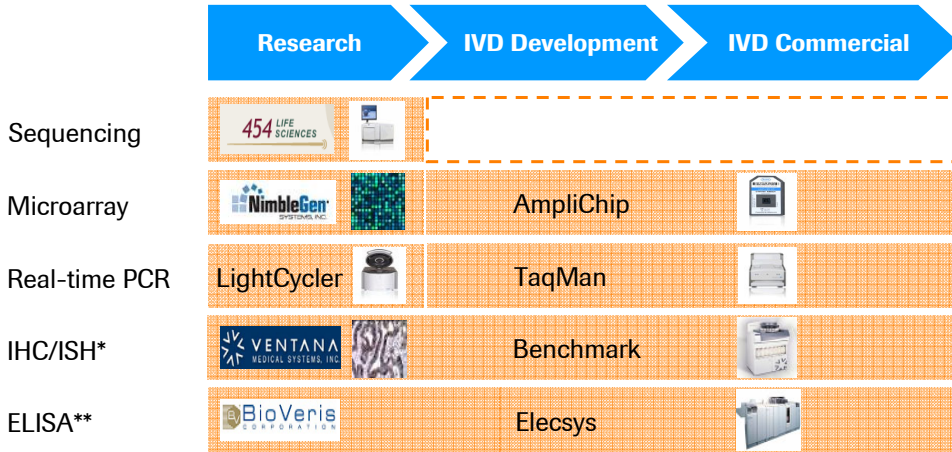 Research IVD Development IVD Commercial
Sequencing 454 LIFE SCIENCES
Microarray NimbleGen SYSTEMS, INC. AmpliChip
Real-time PCR LightCycler TaqMan
IHC/ISH* VENTANA MEDICAL SYSTEMS, INC. Benchmark
ELISA** BV BioVeris CORPORATION Elecsys